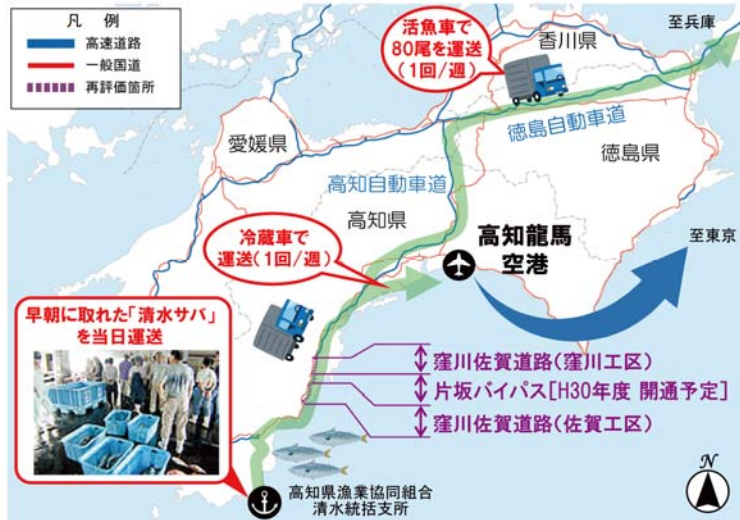 凡 例
高速道路
一般国道
再評価箇所
活魚車で
80尾を運送
(1回/週)
香川県
至兵庫
愛媛県
徳島自動車道
徳島県
高知自動車道
高知県
冷蔵車で
運送(1回/週)
高知龍馬
空港
至東京
早朝に取れた「清水サバ」
を当日運送
窪川佐賀道路(窪川工区)
片坂バイパス[H30年度 開通予定]
窪川佐賀道路(佐賀工区)
高知県漁業協同組合
清水統括支所
N